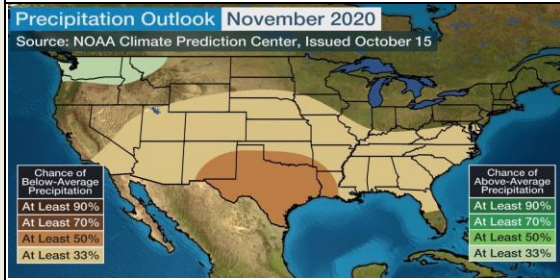 Precipitation Outlook November 2020
Source: NOAA Climate Prediction Center, Issued October 15
Chance of
Below-Average
Precipitation
At Least 90%
At Least 70%
At Least 50%
At Least 33%
Chance of
Above-Average
Precipitation
At Least 90%
At Least 70%
At Least 50%
At Least 33%